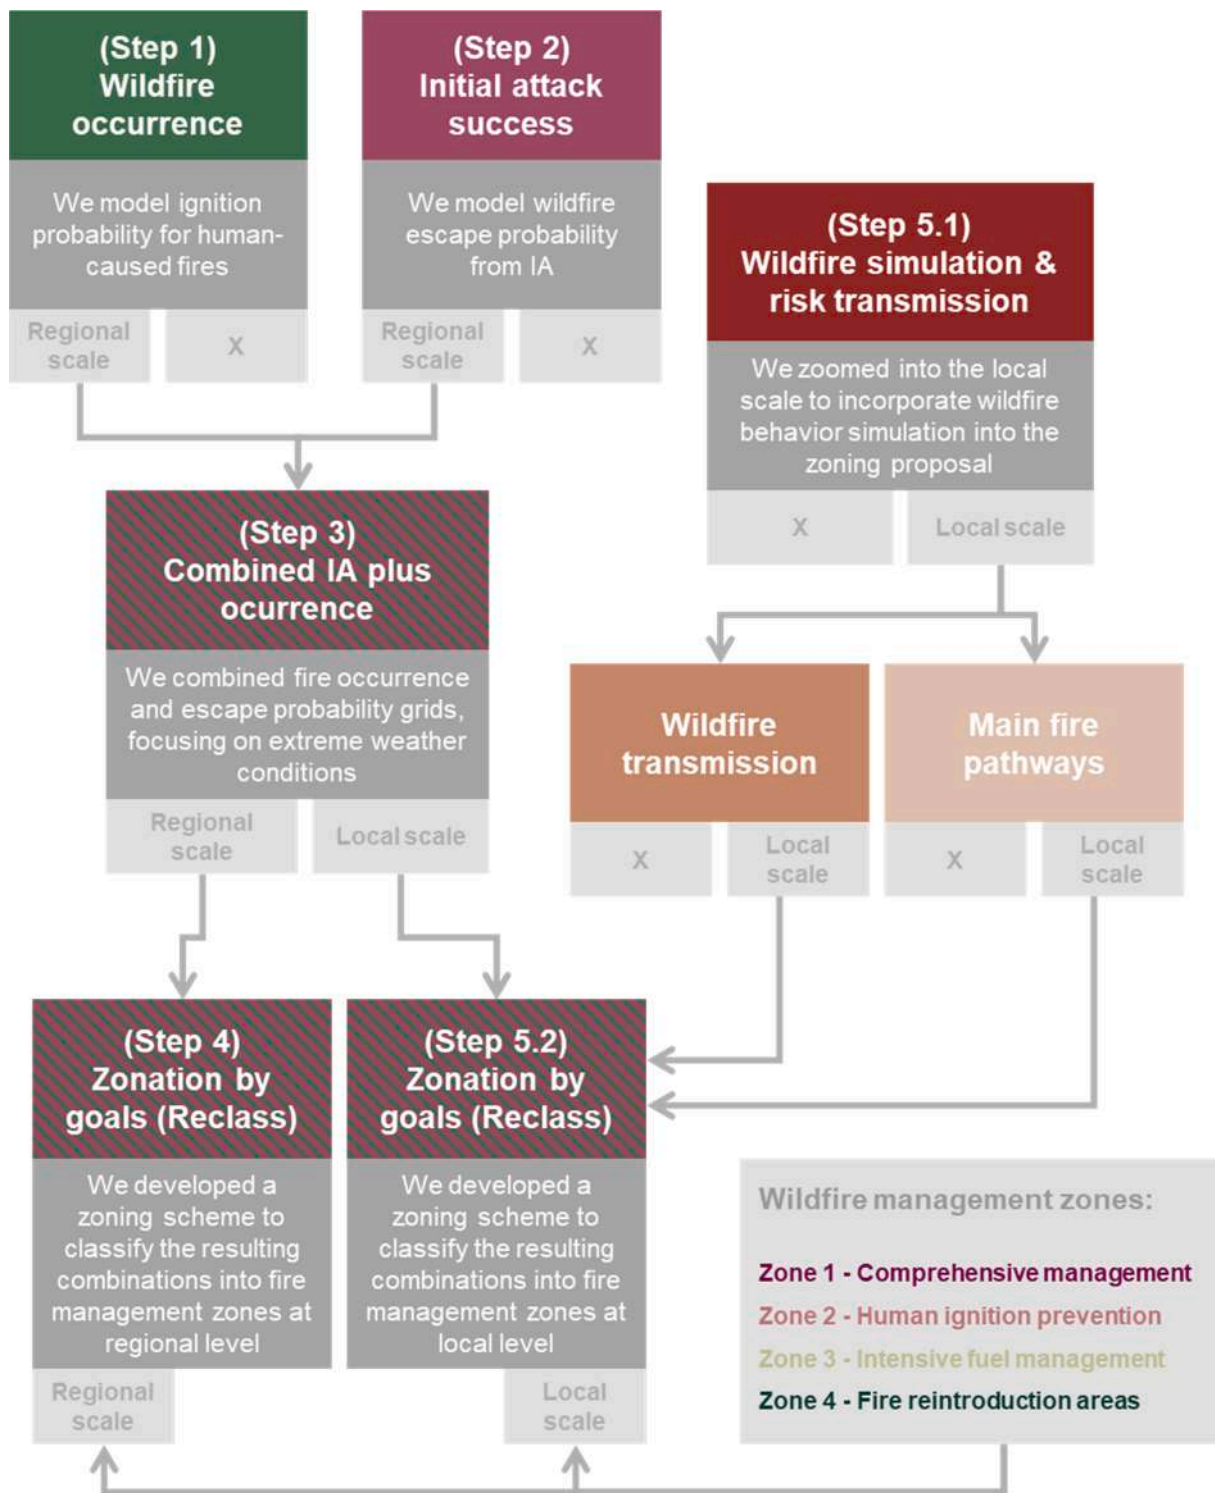 (Step 1)
Wildfire
occurrence
We model ignition
probability for human-
caused fires
Regional
scale
X
(Step 2)
Initial attack
success
We model wildfire
escape probability
from IA
Regional
scale
X
(Step 5.1)
Wildfire simulation &
risk transmission
We zoomed into the local
scale to incorporate wildfire
behavior simulation into the
zoning proposal
X
Local scale
(Step 3)
Combined IA plus
ocurrence
We combined fire occurrence
and escape probability grids,
focusing on extreme weather
conditions
Regional
scale
Local scale
Wildfire
transmission
X
Local
scale
Main fire
pathways
X
Local
scale
(Step 4)
Zonation by
goals (Reclass)
We developed a
zoning scheme to
classify the resulting
combinations into fire
management zones at
regional level
Regional
scale
(Step 5.2)
Zonation by
goals (Reclass)
We developed a
zoning scheme to
classify the resulting
combinations into fire
management zones at
local level
Local
scale
Wildfire management zones:
Zone 1 - Comprehensive management
Zone 2 - Human ignition prevention
Zone 3 - Intensive fuel management
Zone 4 - Fire reintroduction areas